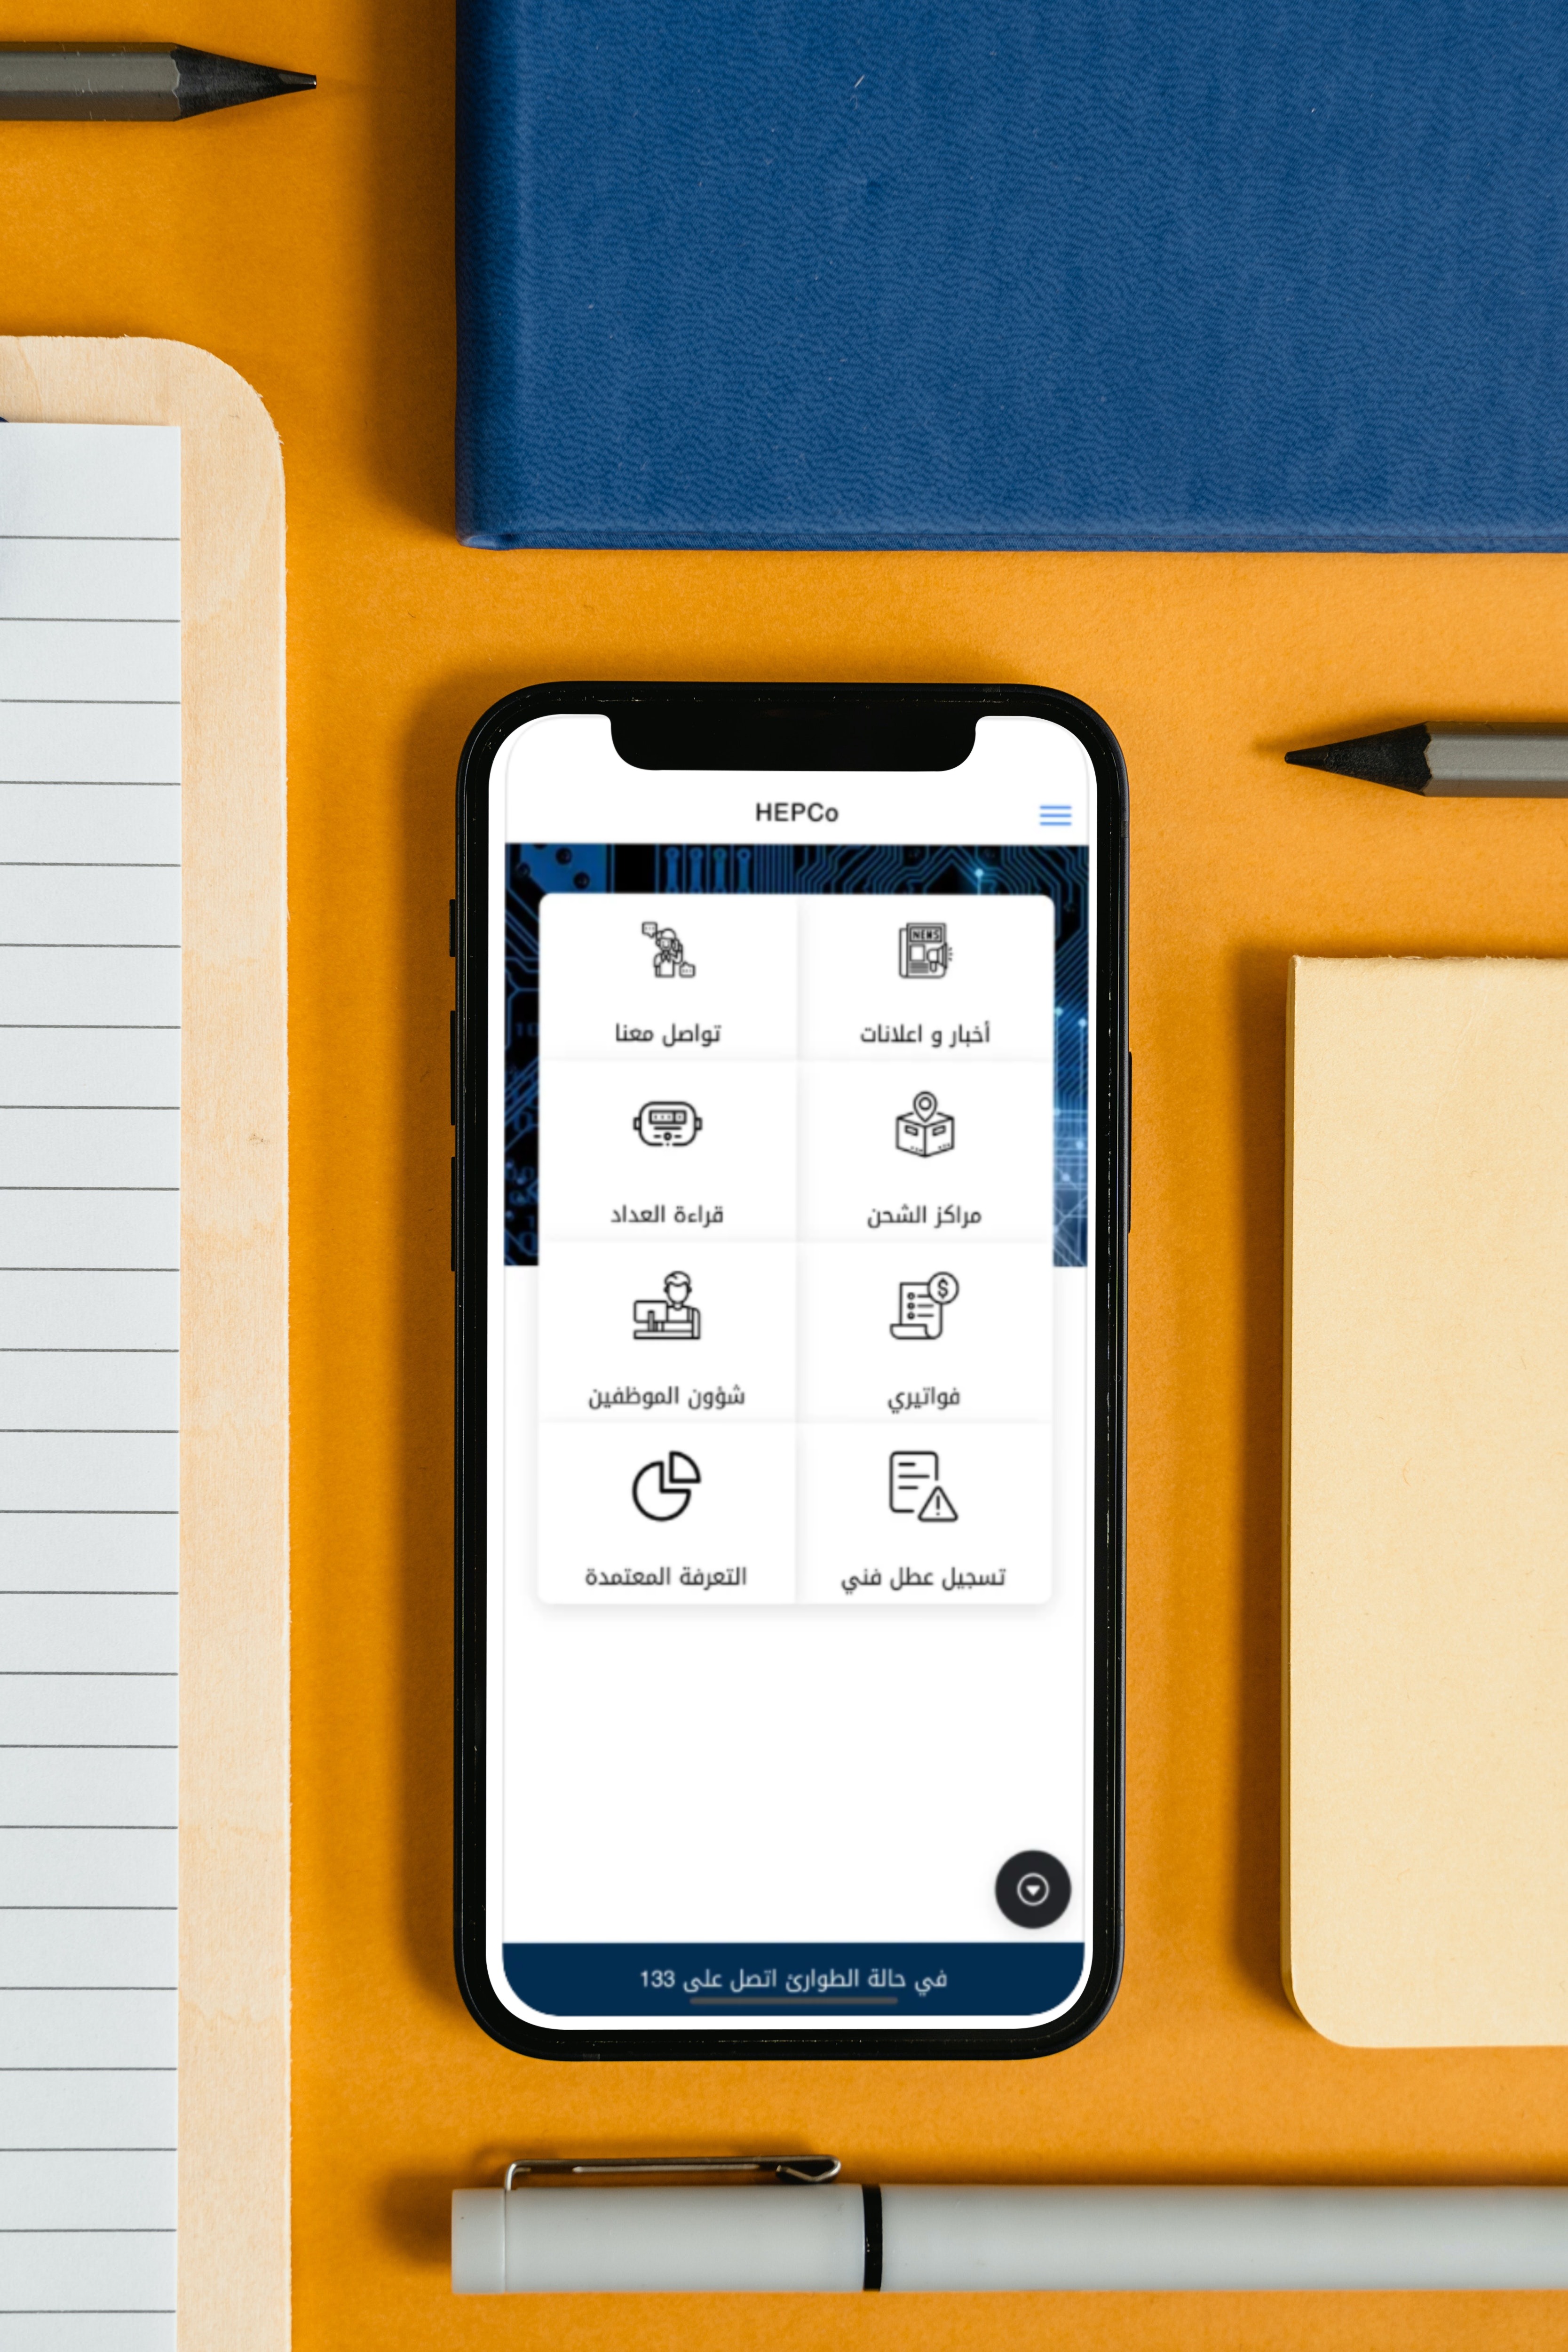 HEPCo
NEWS
أخبار و اعلانات
تواصل معنا
مراكز الشحن
قراءة العداد
فواتيري
شؤون الموظفين
تسجيل عطل فني
التعرفة المعتمدة
في حالة الطوارئ اتصل على 133